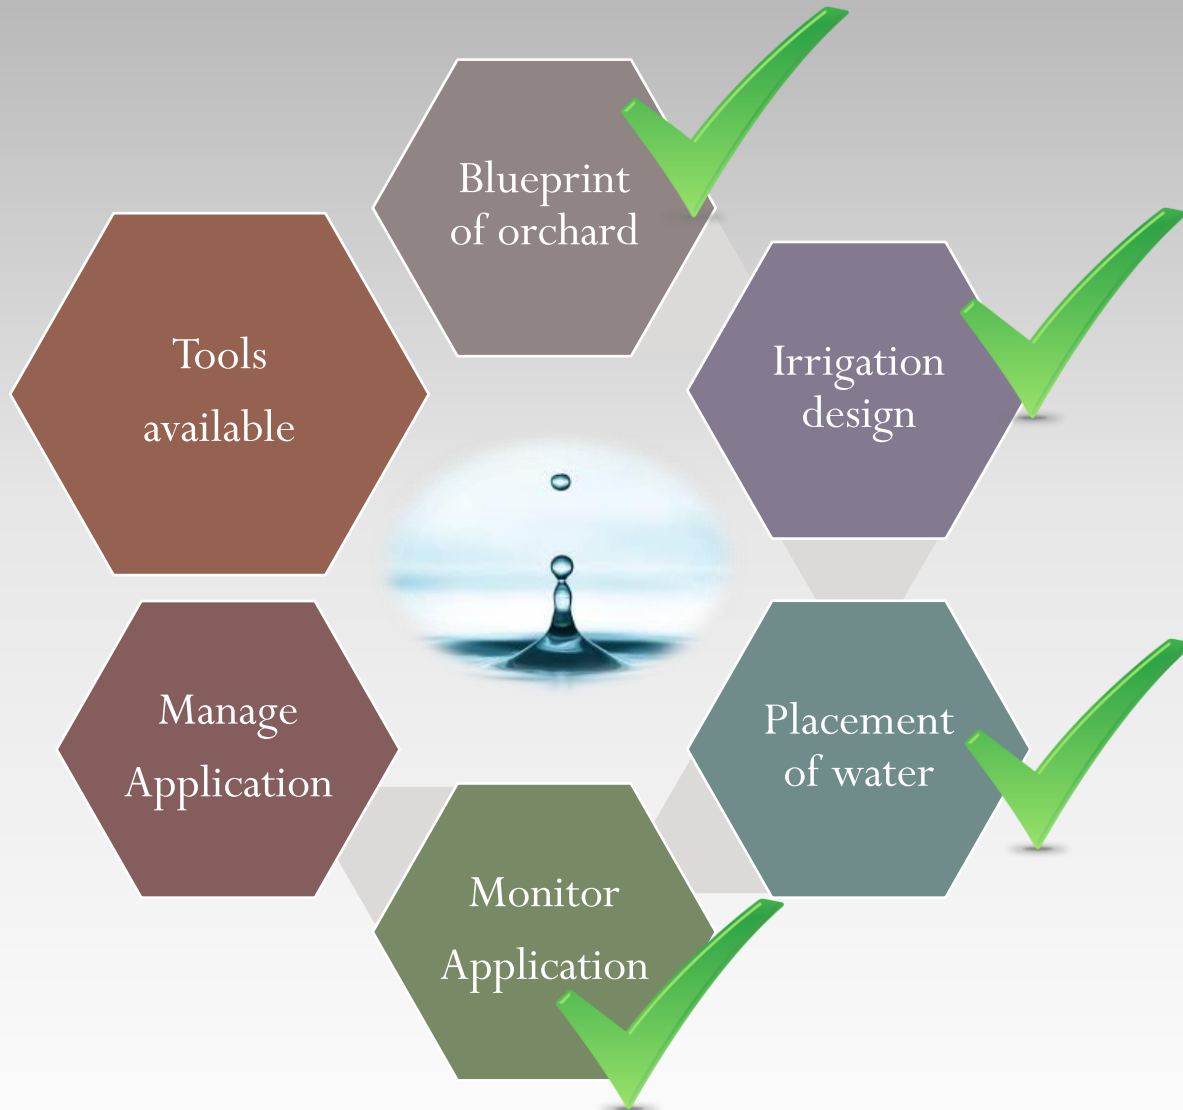 Blueprint
of orchard
Irrigation
design
Placement
of water
Monitor
Application
Manage
Application
Tools
available